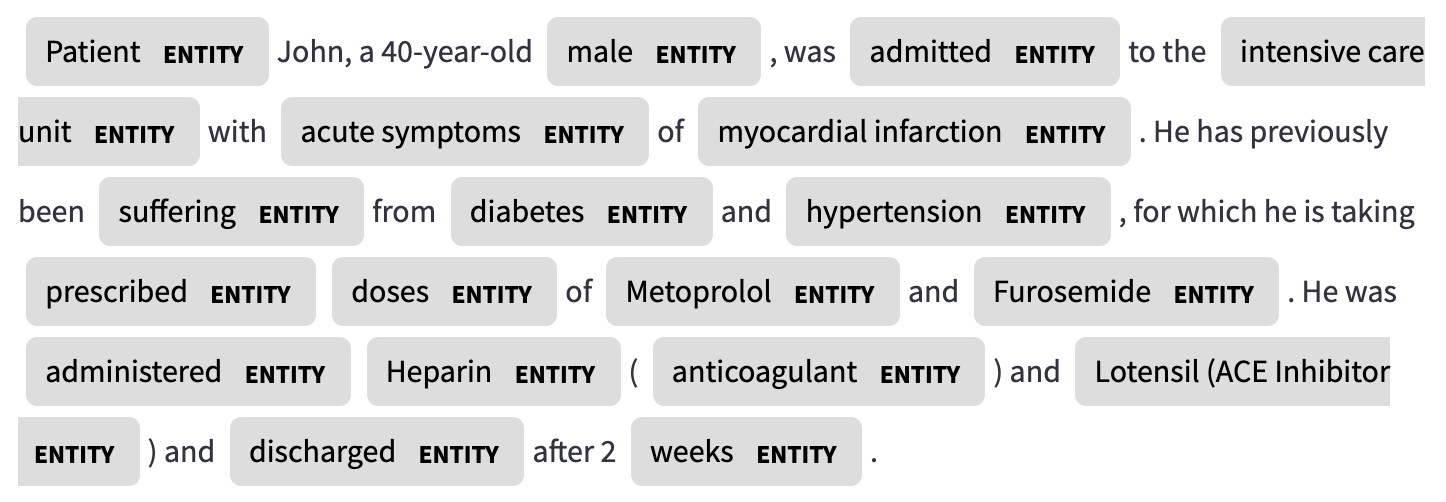 Patient ENTITY John, a 40-year-old male ENTITY , was admitted ENTITY to the intensive care
unit ENTITY with acute symptoms ENTITY of myocardial infarction ENTITY . He has previously
been suffering ENTITY from diabetes ENTITY and hypertension ENTITY , for which he is taking
prescribed ENTITY doses ENTITY of Metoprolol ENTITY and Furosemide ENTITY . He was
administered ENTITY Heparin ENTITY ( anticoagulant ENTITY ) and Lotensil (ACE Inhibitor
ENTITY ) and discharged ENTITY after 2 weeks ENTITY .